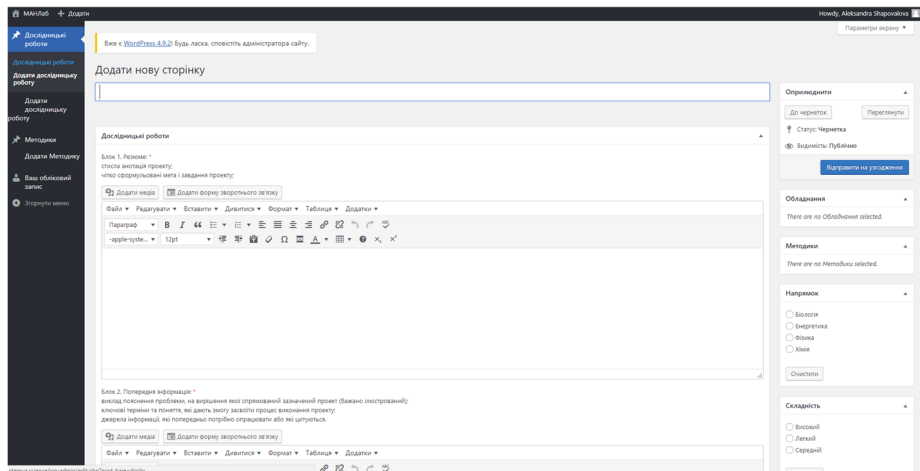 МАНЛаб + Додати
Howdy, Aleksandra Shapovalova
Параметри екрану ▼
Дослідницькі роботи
Дослідницькі роботи
Додати дослідницьку роботу
Додати дослідницьку роботу
Методики
Додати Методику
Ваш обліковий запис
Згорнути меню
Вже є WordPress 4.9.2! Будь ласка, сповістіть адміністратора сайту.
Додати нову сторінку
Дослідницькі роботи
Блок 1. Резюме: *
стисла анотація проекту;
чітко сформульовані мета і завдання проекту;
Додати медіа Додати форму зворотнього зв'язку
Файл ▼ Редагувати ▼ Вставити ▼ Дивитися ▼ Формат ▼ Таблиця ▼ Додатки ▼
Параграф ▼ B I
-apple-syste... ▼ 12pt ▼
Блок 2. Попередня інформація: *
виклад пояснення проблеми, на вирішення якої спрямований зазначений проект (бажано ілюстрований);
ключові терміни та поняття, які дають змогу засвоїти процес виконання проекту;
джерела інформації, які попередньо потрібно опрацювати або які цитуються.
Додати медіа Додати форму зворотнього зв'язку
Файл ▼ Редагувати ▼ Вставити ▼ Дивитися ▼ Формат ▼ Таблиця ▼ Додатки ▼
Оприлюднити
До чернеток Переглянути
Статус: Чернетка
Видимість: Публічно
Відправити на узгодження
Обладнання
There are no Обладнання selected.
Методики
There are no Методики selected.
Напрямок
Біологія
Енергетика
Фізика
Хімія
Очистити
Складність
Високий
Легкий
Середній